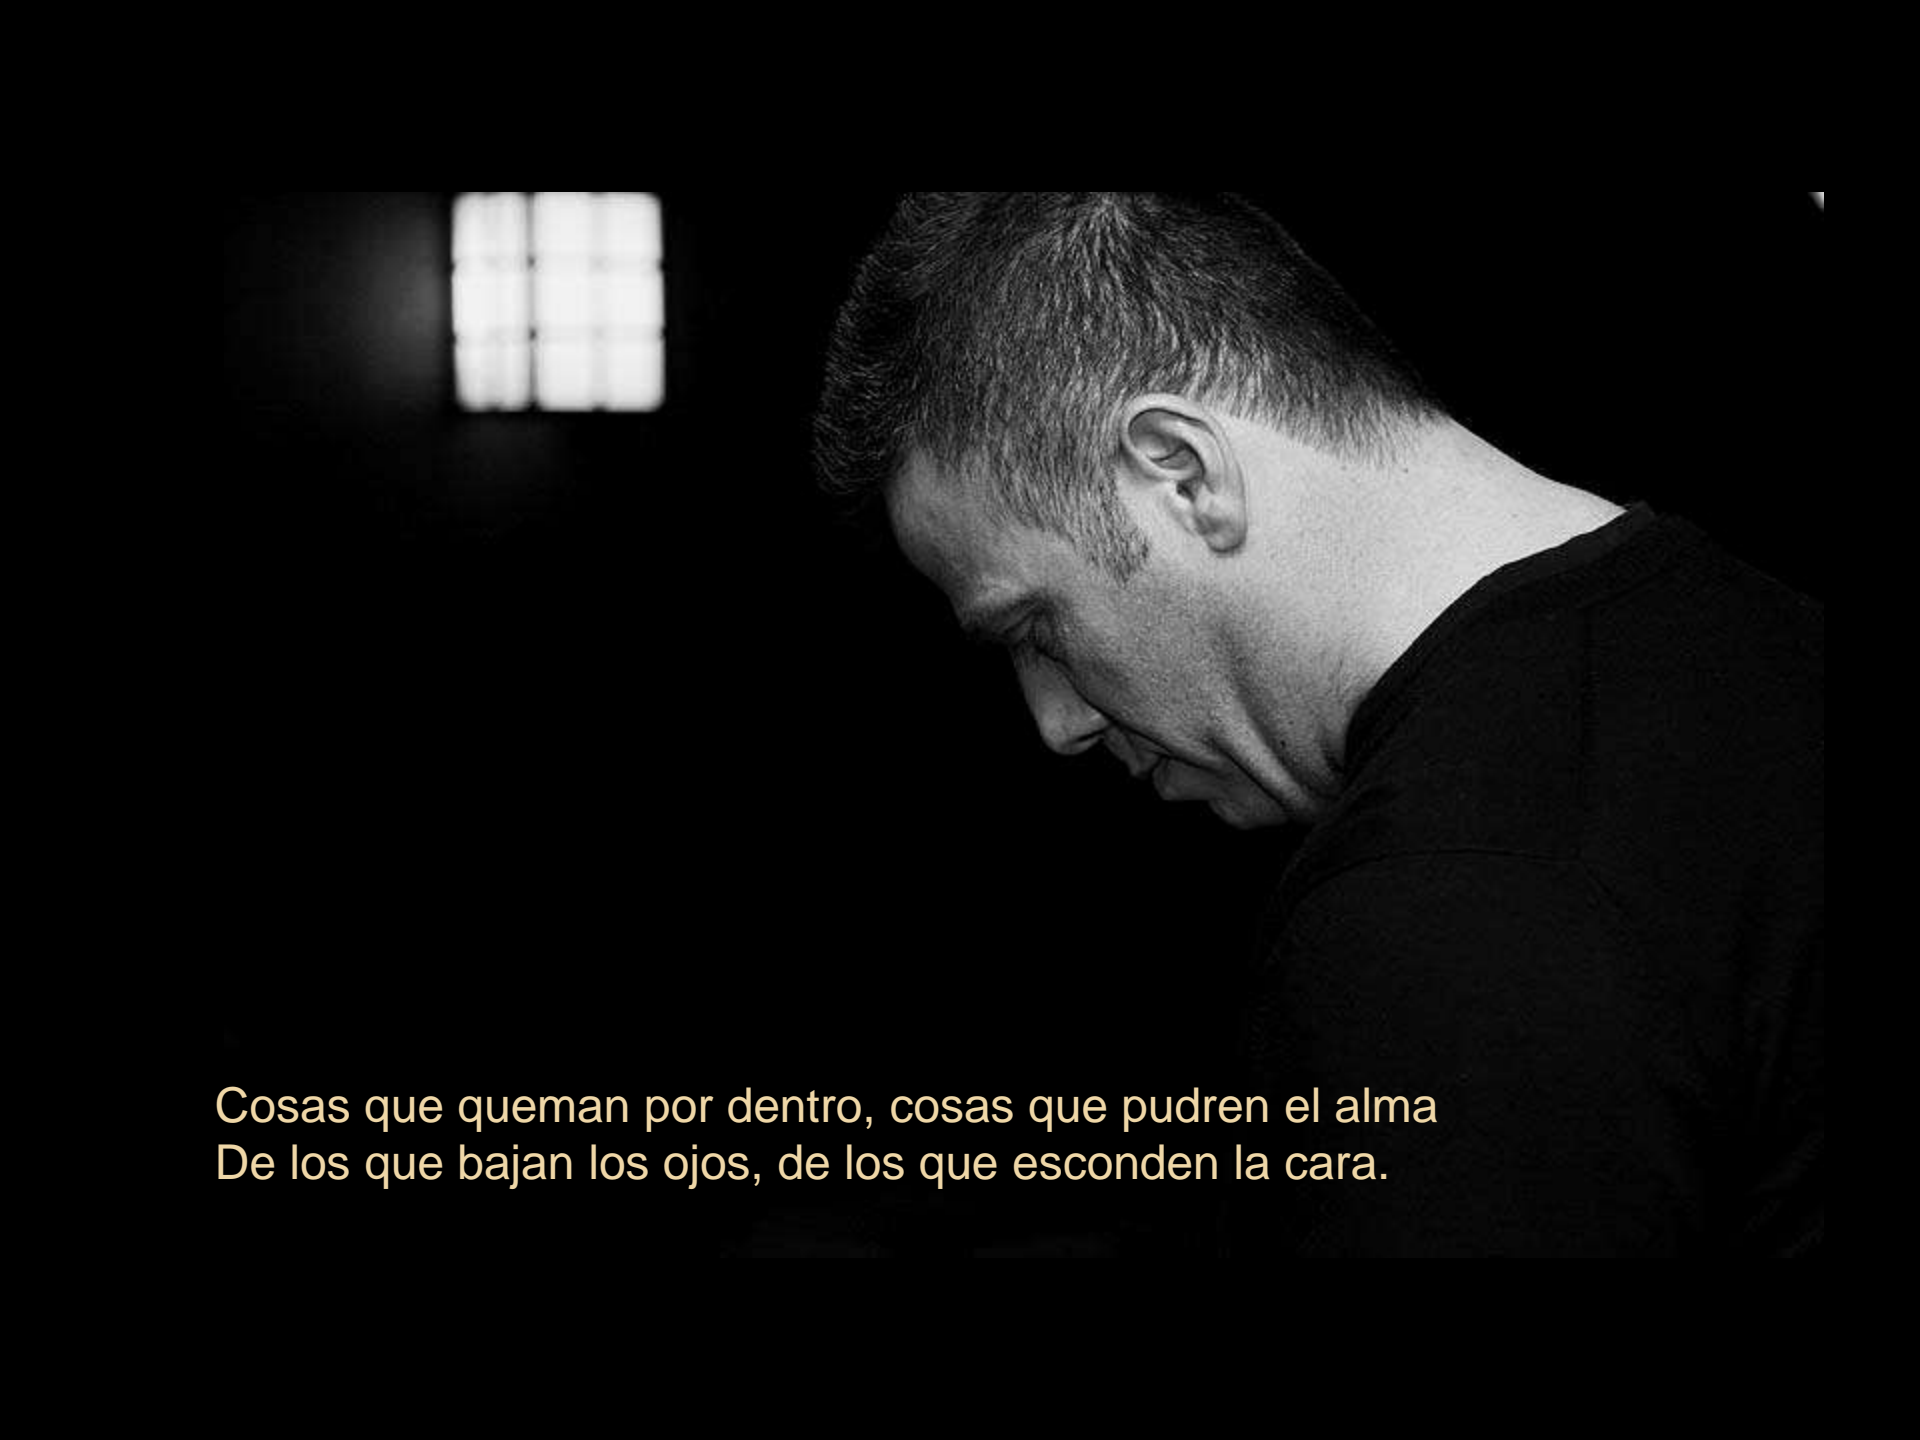 Cosas que queman por dentro, cosas que pudren el alma
De los que bajan los ojos, de los que esconden la cara.